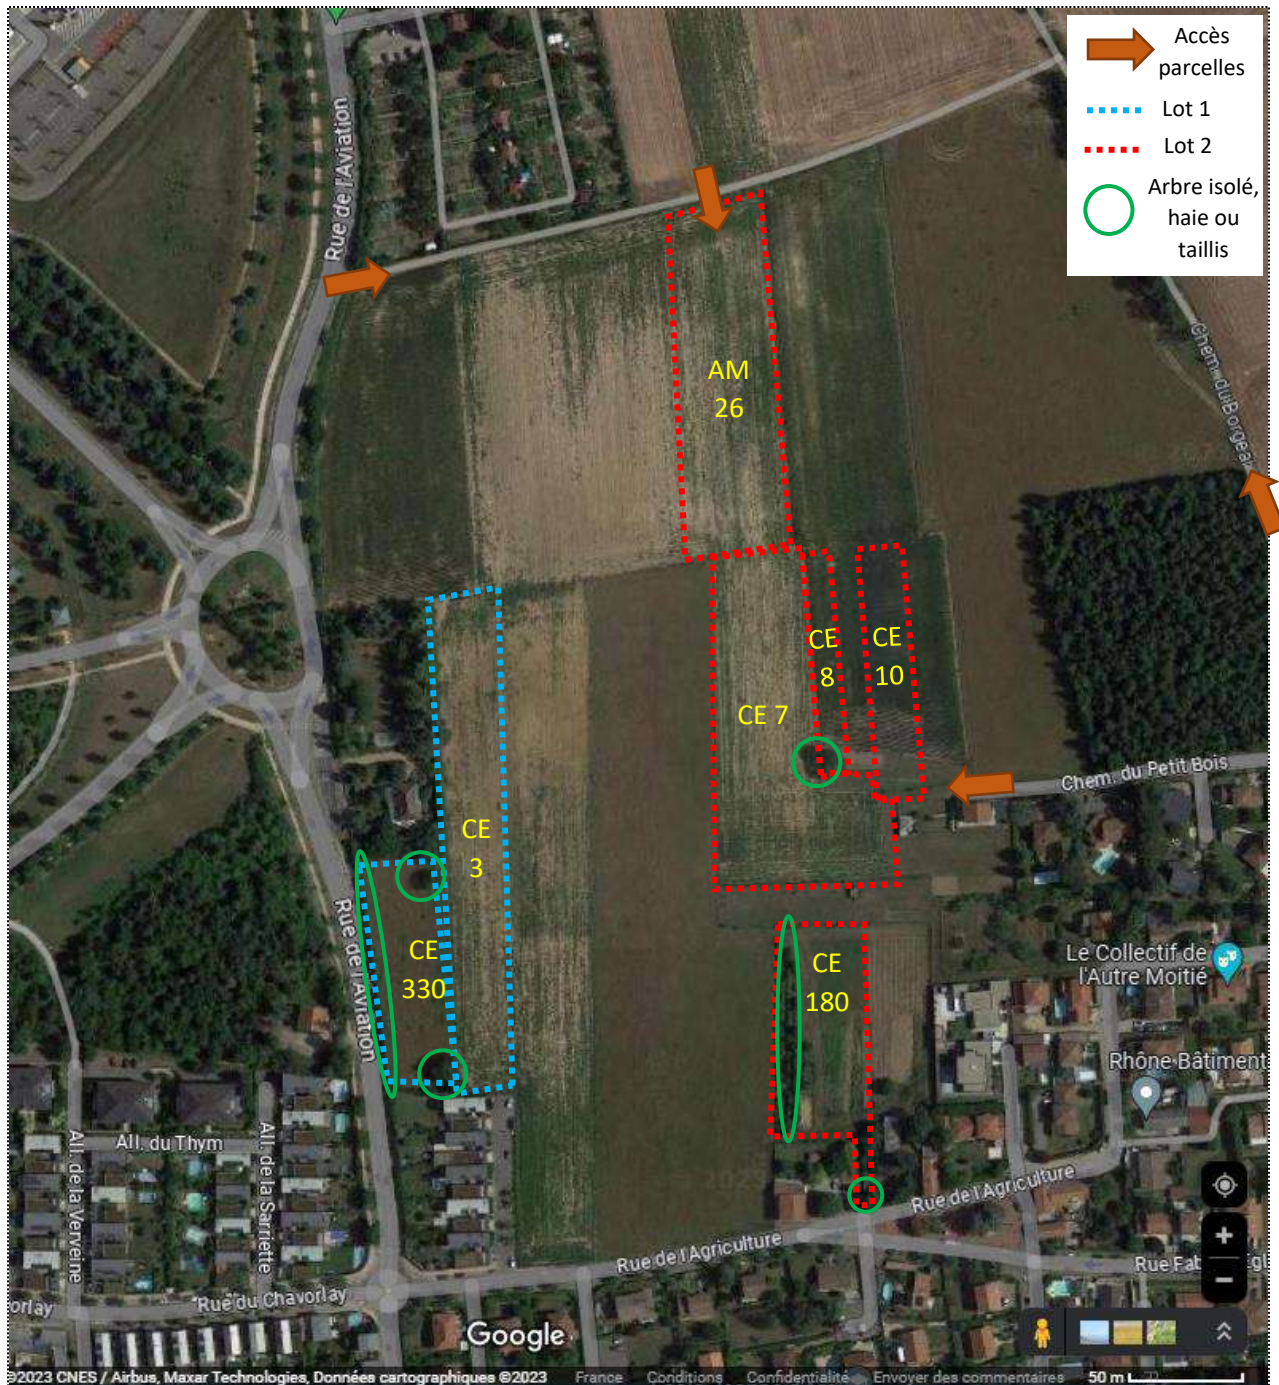 Accès
parcelles
Lot 1
Lot 2
Arbre isolé,
haie ou
taillis
Rue de l'Aviation
Chem. du Borgeat
AM
26
CE
8
CE
10
CE 7
Chem. du Petit Bois
CE
3
CE
330
Rue de l'Aviation
CE
180
Le Collectif de
l'Autre Moitié
Rhône Bâtiment
All. du Thym
All. de la Verveine
All. de la Sarriette
Rue de l'Agriculture
Rue de l'Agriculture
Rue du Chavorlay
orlay
Google
©2023 CNES / Airbus, Maxar Technologies, Données cartographiques ©2023 France Conditions Confidentialité Envoyer des commentaires 50 m